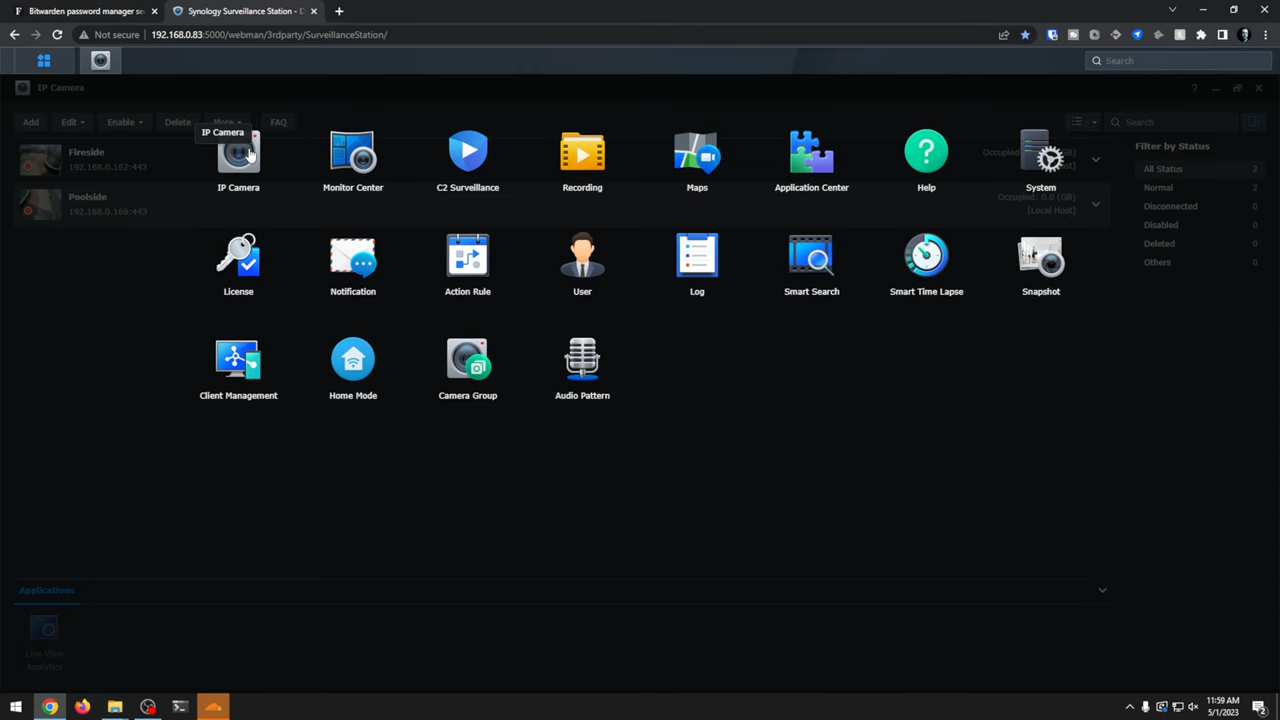 Bitwarden password manager se
Synology Surveillance Station - D
Not secure
192.168.0.83:5000/webman/3rdparty/SurveillanceStation/
Search
IP Camera
Add
Edit
Enable
Delete
More
FAQ
Search
IP Camera
Fireside
192.168.0.162:443
Occupied:
(GB)
Poolside
192.168.0.168:443
Occupied: 0.0 (GB)
[Local Host]
Filter by Status
All Status 2
Normal 2
Disconnected 0
Disabled 0
Deleted 0
Others 0
IP Camera
Monitor Center
C2 Surveillance
Recording
Maps
Application Center
Help
System
License
Notification
Action Rule
User
Log
Smart Search
Smart Time Lapse
Snapshot
Client Management
Home Mode
Camera Group
Audio Pattern
Applications
Live View
Analytics
11:59 AM
5/1/2023